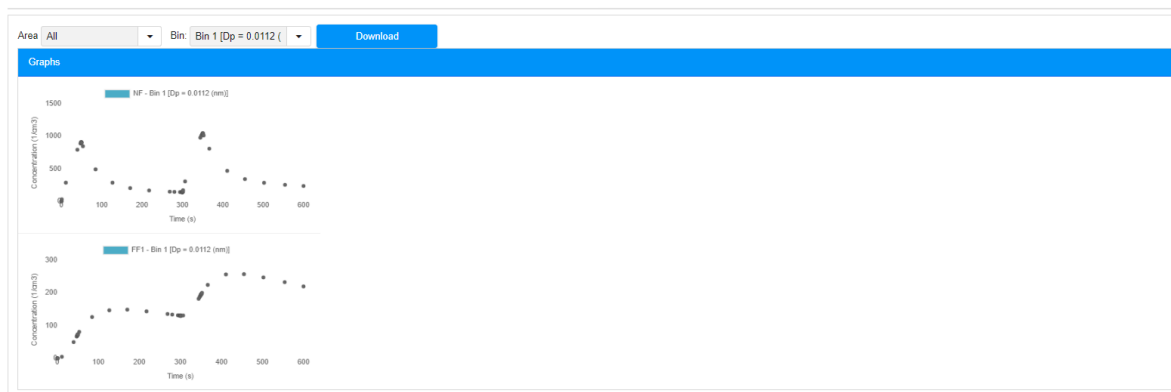 Area All Bin: Bin 1 [Dp = 0.0112 ( Download
Graphs
NF - Bin 1 [Dp = 0.0112 (nm)]
1500
1000
500
0
Concentration (1/cm3)
0 100 200 300 400 500 600
Time (s)
FF1 - Bin 1 [Dp = 0.0112 (nm)]
300
200
100
0
Concentration (1/cm3)
0 100 200 300 400 500 600
Time (s)